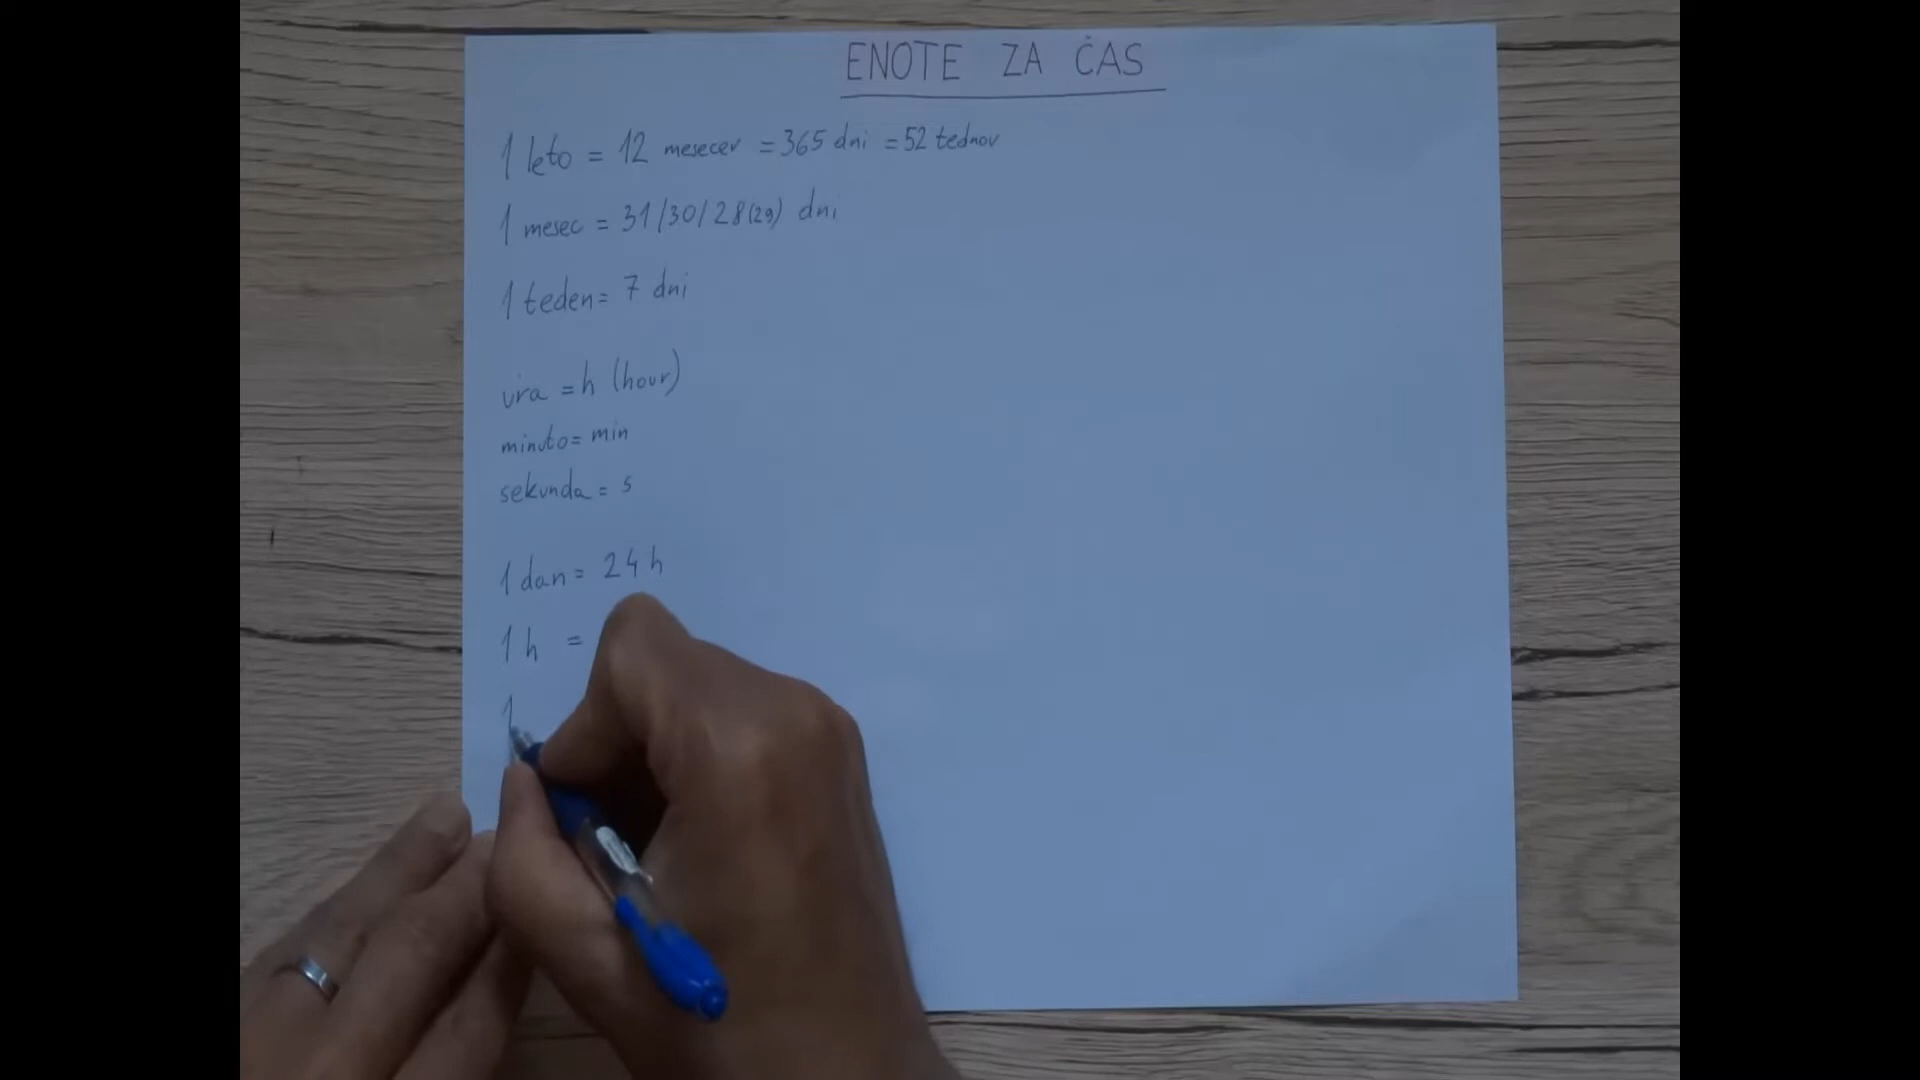 ENOTE ZA ČAS
1 leto = 12 mesecev = 365 dni = 52 tednov
1 mesec = 31/30/28(29) dni
1 teden = 7 dni
ura = h (hour)
minuto = min
sekunda = s
1 dan = 24 h
1 h =
1